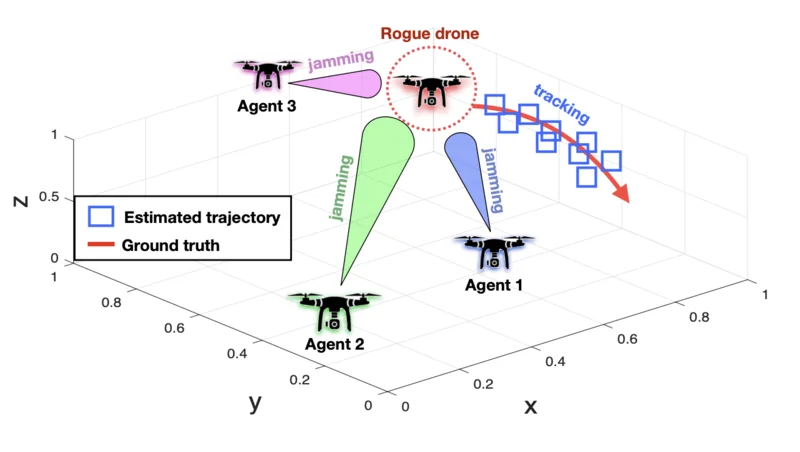 Rogue drone
jamming
Agent 3
tracking
jamming
jamming
Agent 1
Agent 2
Estimated trajectory
Ground truth
z
1
0.5
0
y
1
0.8
0.6
0.4
0.2
0
x
0
0.2
0.4
0.6
0.8
1